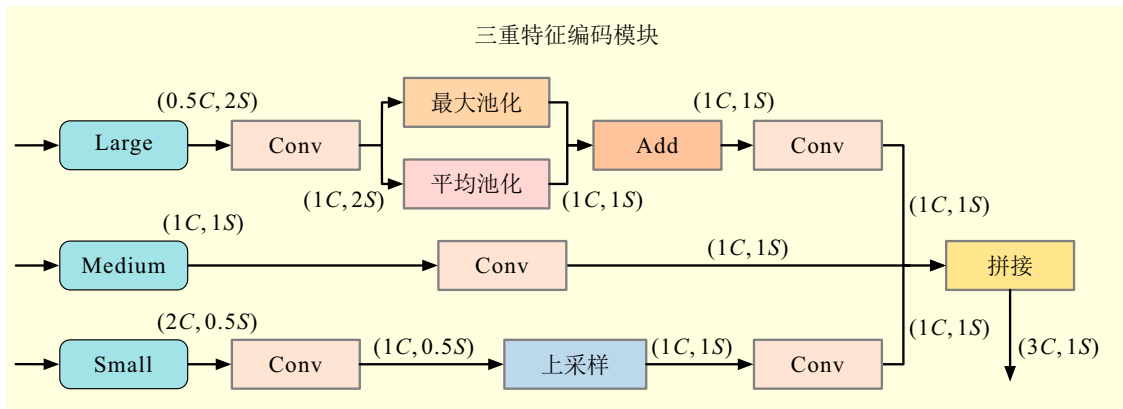 三重特征编码模块
(0.5C, 2S)
最大池化
(1C, 1S)
Large
Conv
Add
Conv
平均池化
(1C, 2S)
(1C, 1S)
(1C, 1S)
(1C, 1S)
(1C, 1S)
Medium
Conv
拼接
(2C, 0.5S)
(1C, 0.5S)
(1C, 1S)
(1C, 1S)
(3C, 1S)
Small
Conv
上采样
Conv